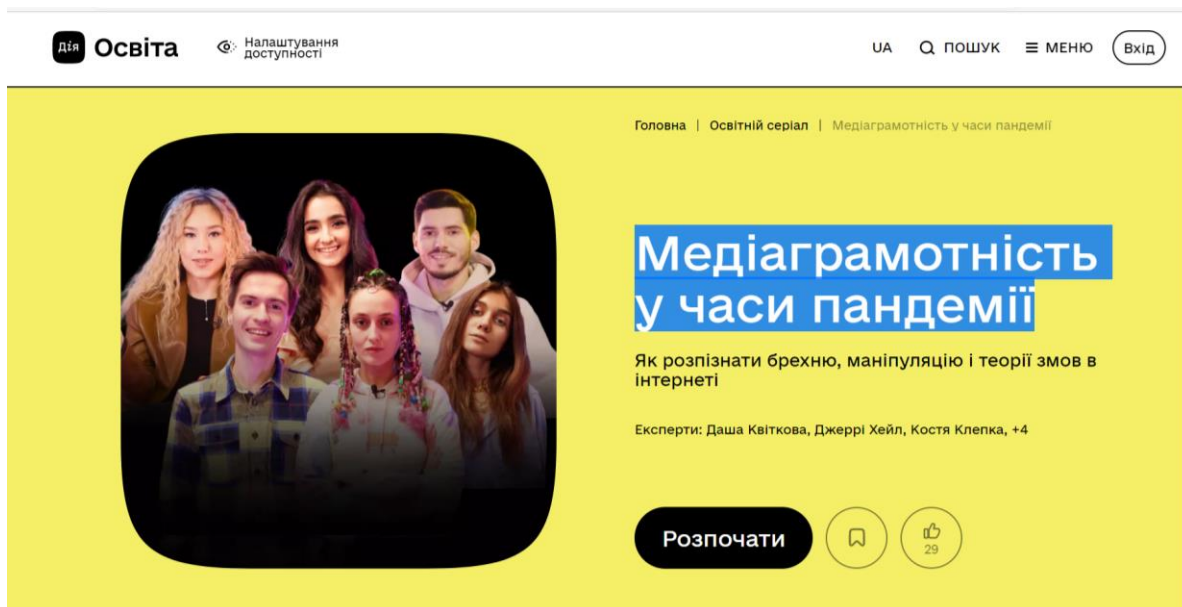 Дія Освіта
Налаштування
доступності
UA ПОШУК МЕНЮ Вхід
Головна | Освітній серіал | Медіаграмотність у часи пандемії
Медіаграмотність
у часи пандемії
Як розпізнати брехню, маніпуляцію і теорії змов в
інтернеті
Експерти: Даша Квіткова, Джеррі Хейл, Костя Клепка, +4
Розпочати
29